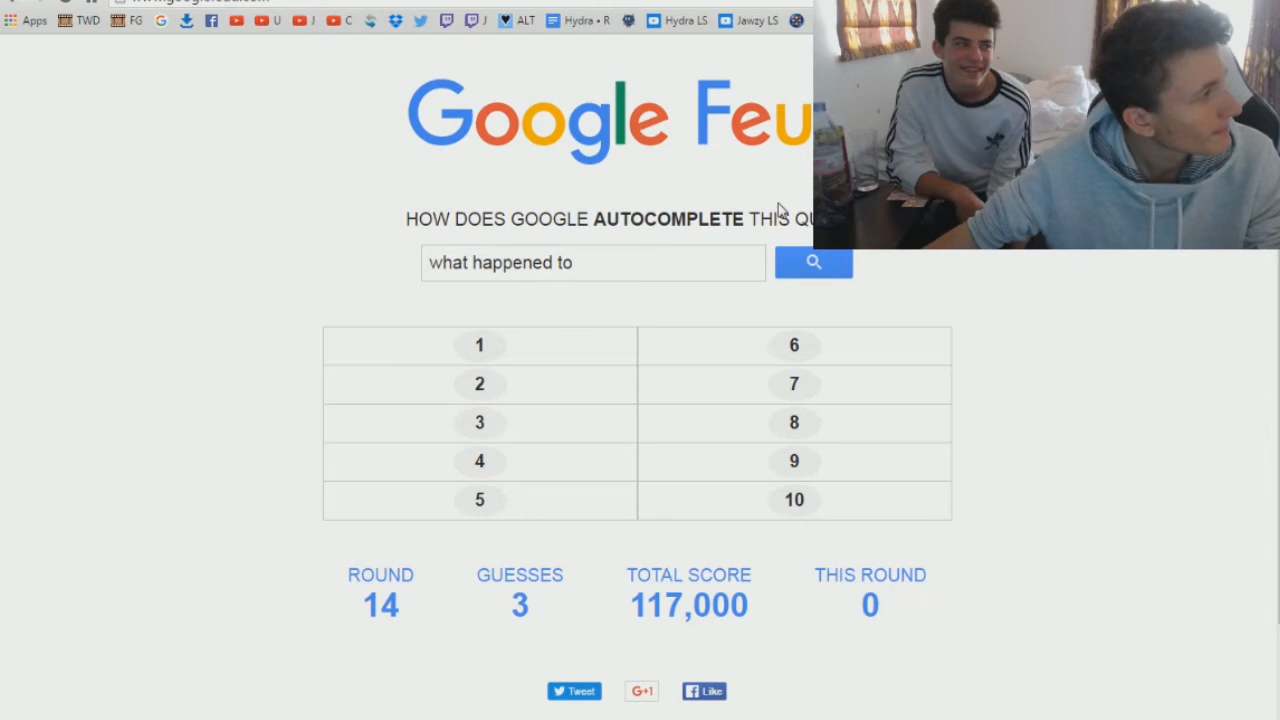 Apps TWD FG U J C J ALT Hydra • R Hydra LS Jawzy LS
Google Feu
HOW DOES GOOGLE AUTOCOMPLETE THIS QU
what happened to
1 6
2 7
3 8
4 9
5 10
ROUND GUESSES TOTAL SCORE THIS ROUND
14 3 117,000 0
Tweet G+1 Like